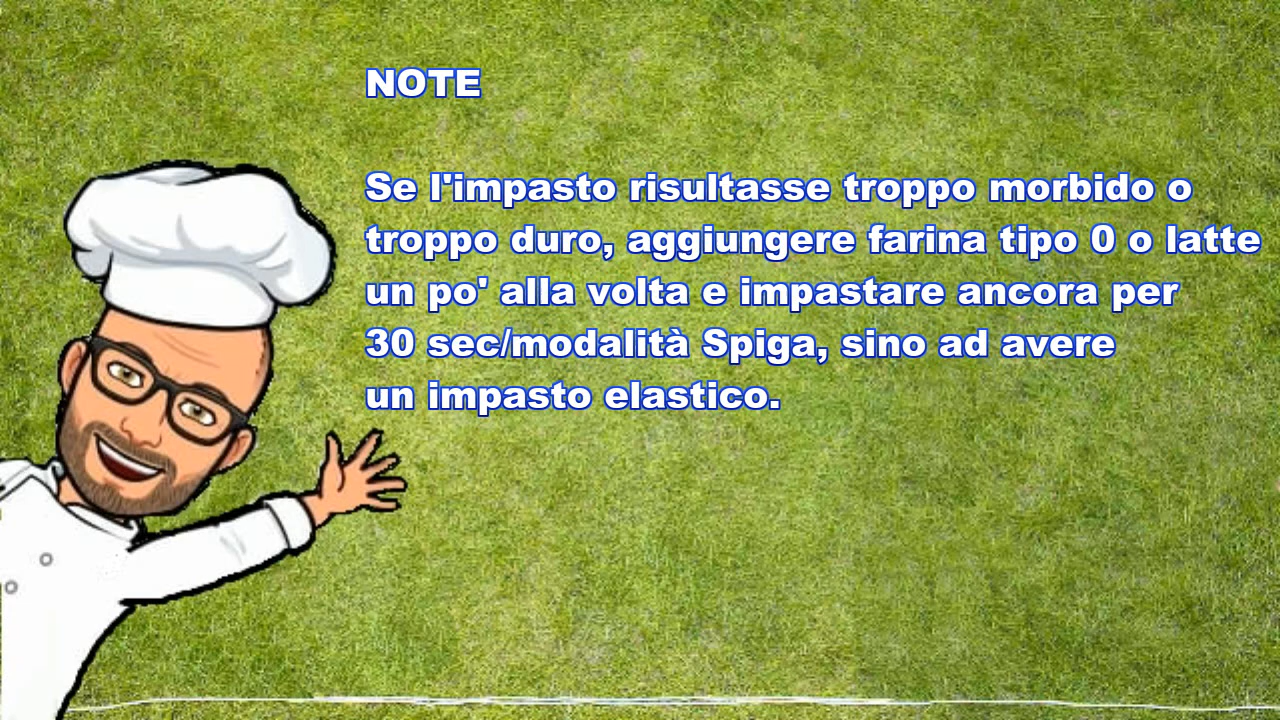 NOTE
Se l'impasto risultasse troppo morbido o
troppo duro, aggiungere farina tipo 0 o latte
un po' alla volta e impastare ancora per
30 sec/modalità Spiga, sino ad avere
un impasto elastico.